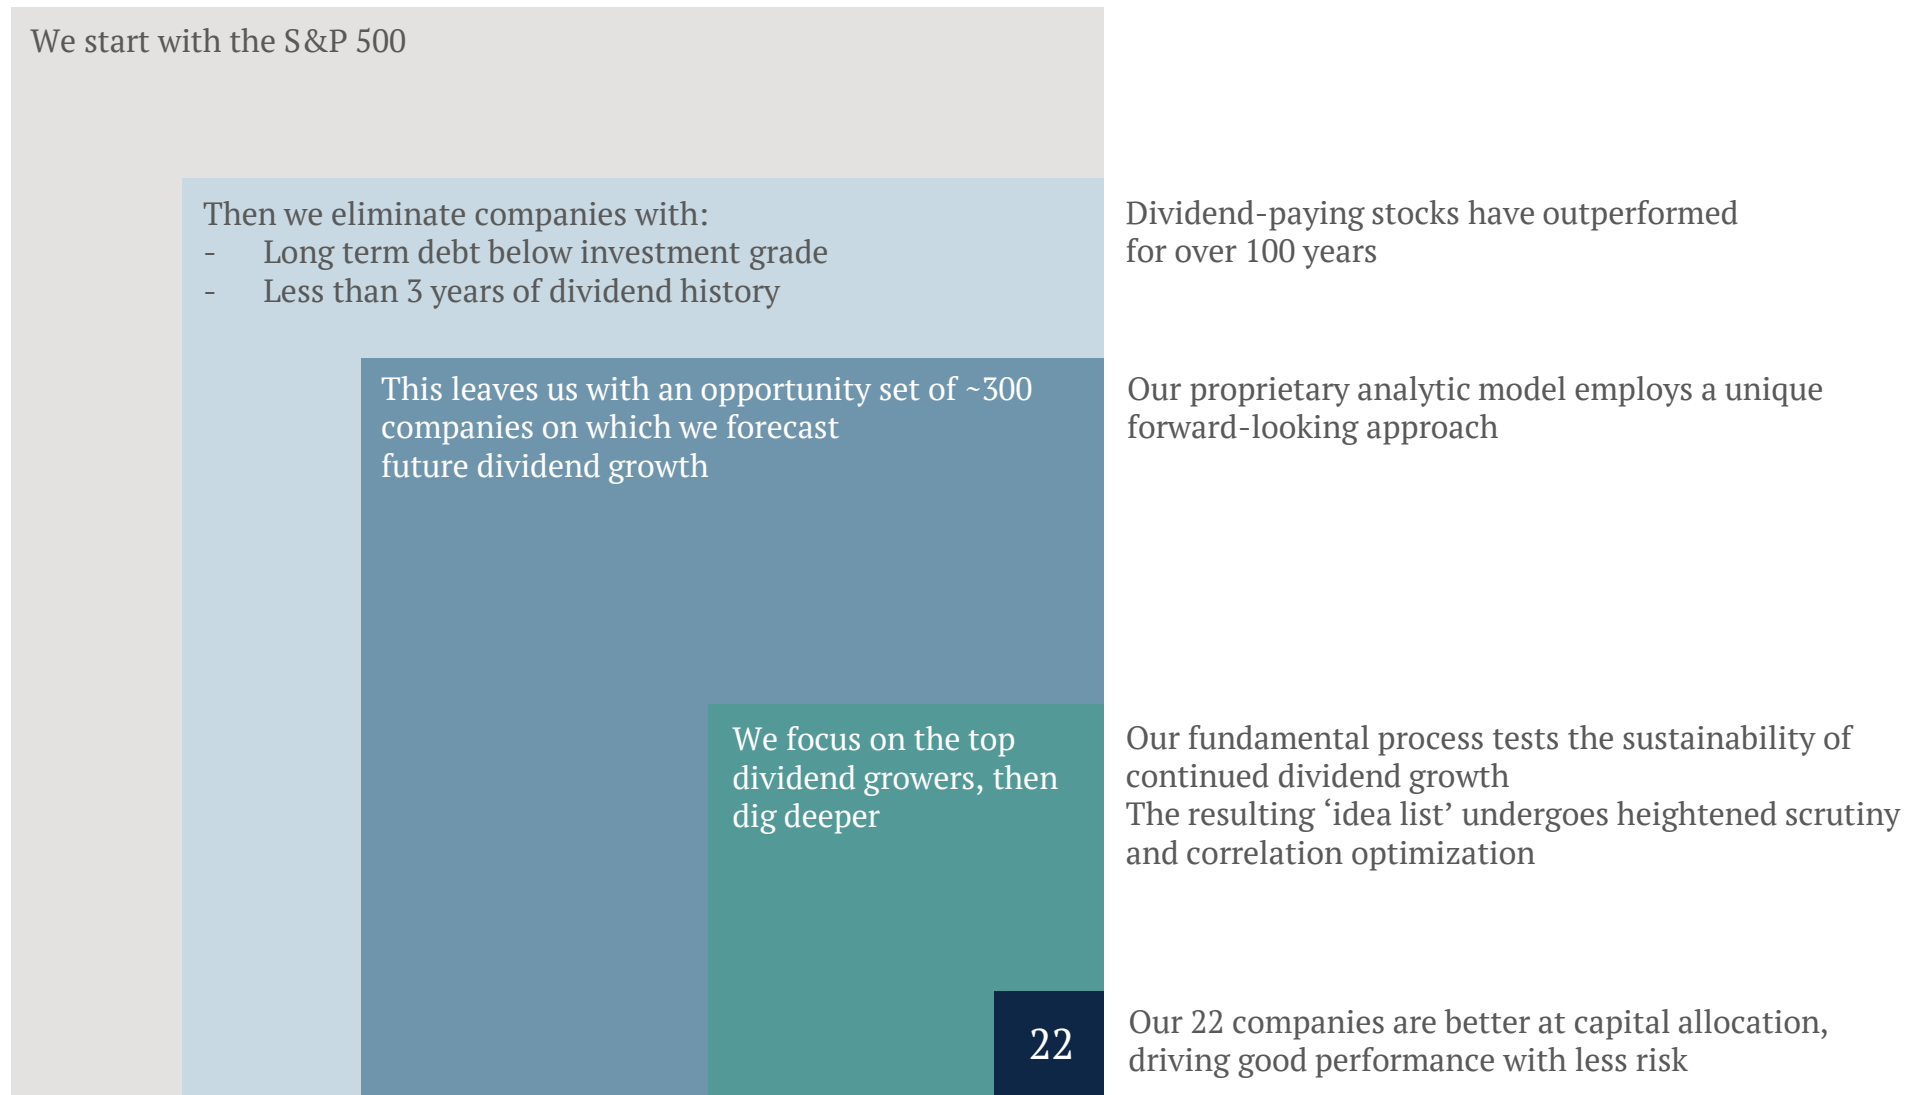 We start with the S&P 500
Then we eliminate companies with:
- Long term debt below investment grade
- Less than 3 years of dividend history
Dividend-paying stocks have outperformed
for over 100 years
This leaves us with an opportunity set of ~300
companies on which we forecast
future dividend growth
Our proprietary analytic model employs a unique
forward-looking approach
We focus on the top
dividend growers, then
dig deeper
Our fundamental process tests the sustainability of
continued dividend growth
The resulting ‘idea list’ undergoes heightened scrutiny
and correlation optimization
22
Our 22 companies are better at capital allocation,
driving good performance with less risk